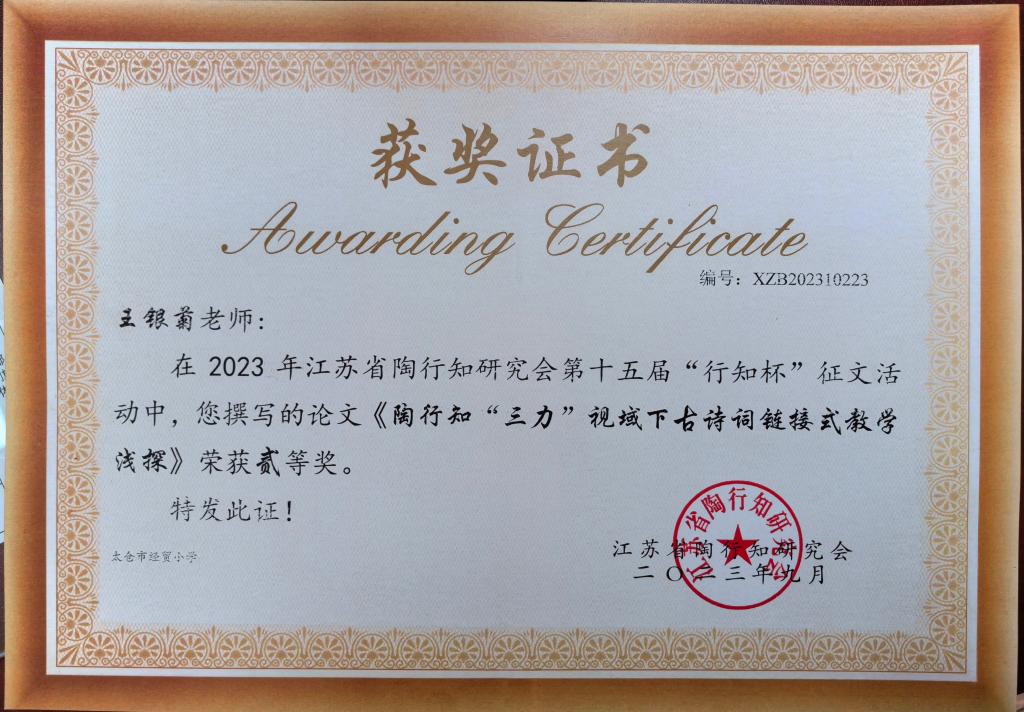 获奖证书
Awarding Certificate
编号：XZB202310223
王银菊老师：
在 2023 年江苏省陶行知研究会第十五届“行知杯”征文活
动中，您撰写的论文《陶行知“三力”视域下古诗词链接式教学
浅探》荣获贰等奖。
特发此证！
太仓市经贸小学
江苏省陶行知研究会
二〇二三年九月
江苏省陶行知研究会